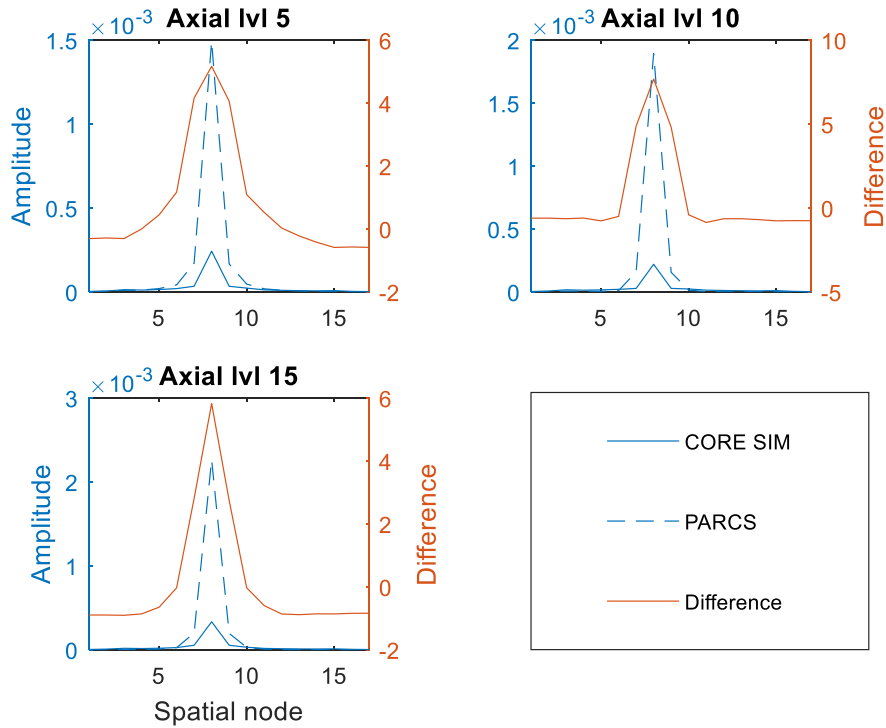 ×10⁻³ Axial lvl 5
1.5
1
0.5
0
Amplitude
6
4
2
0
-2
5 10 15
×10⁻³ Axial lvl 10
2
1.5
1
0.5
0
10
5
0
-5
Difference
5 10 15
×10⁻³ Axial lvl 15
3
2
1
0
Amplitude
6
4
2
0
-2
Difference
5 10 15
Spatial node
CORE SIM
PARCS
Difference